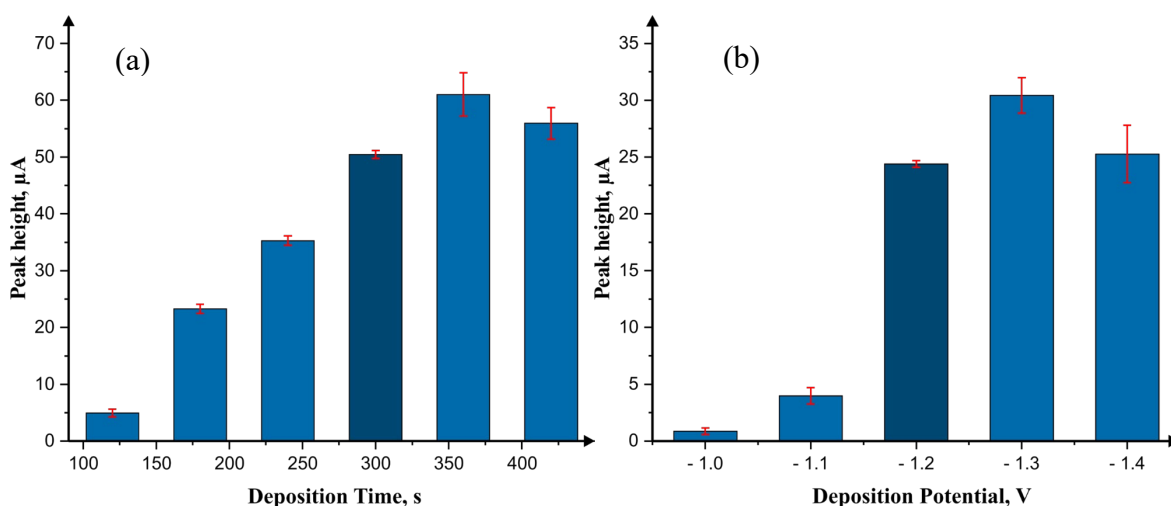 (a)
Peak height, μA
70
60
50
40
30
20
10
0
100 150 200 250 300 350 400
Deposition Time, s
(b)
Peak height, μA
35
30
25
20
15
10
5
0
- 1.0 - 1.1 - 1.2 - 1.3 - 1.4
Deposition Potential, V